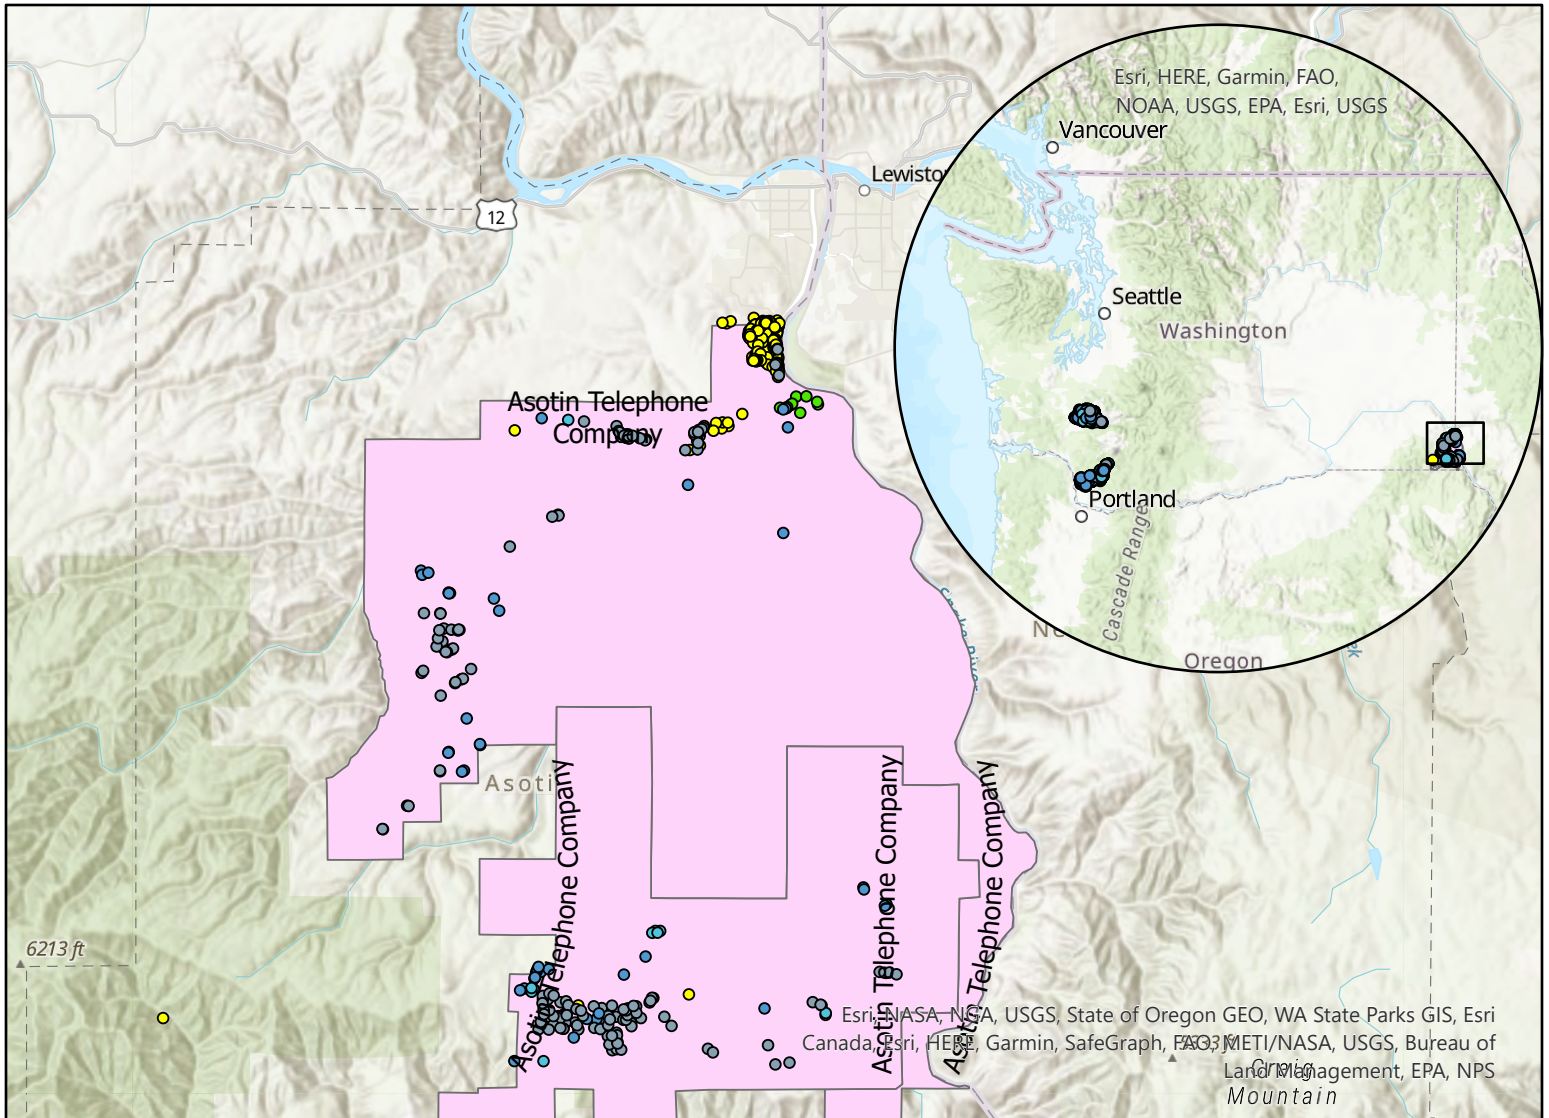 Esri, HERE, Garmin, FAO,
NOAA, USGS, EPA, Esri, USGS
Vancouver
Lewiston
12
Seattle
Washington
Asotin Telephone
Company
Portland
Cascade Range
Snake River
Oregon
Asotin
Asotin Telephone Company
Asotin Telephone Company
Asotin Telephone Company
6213 ft
Esri, NASA, NGA, USGS, State of Oregon GEO, WA State Parks GIS, Esri
Canada, Esri, HERE, Garmin, SafeGraph, FAO, METI/NASA, USGS, Bureau of
Land Management, EPA, NPS
Craig
Mountain